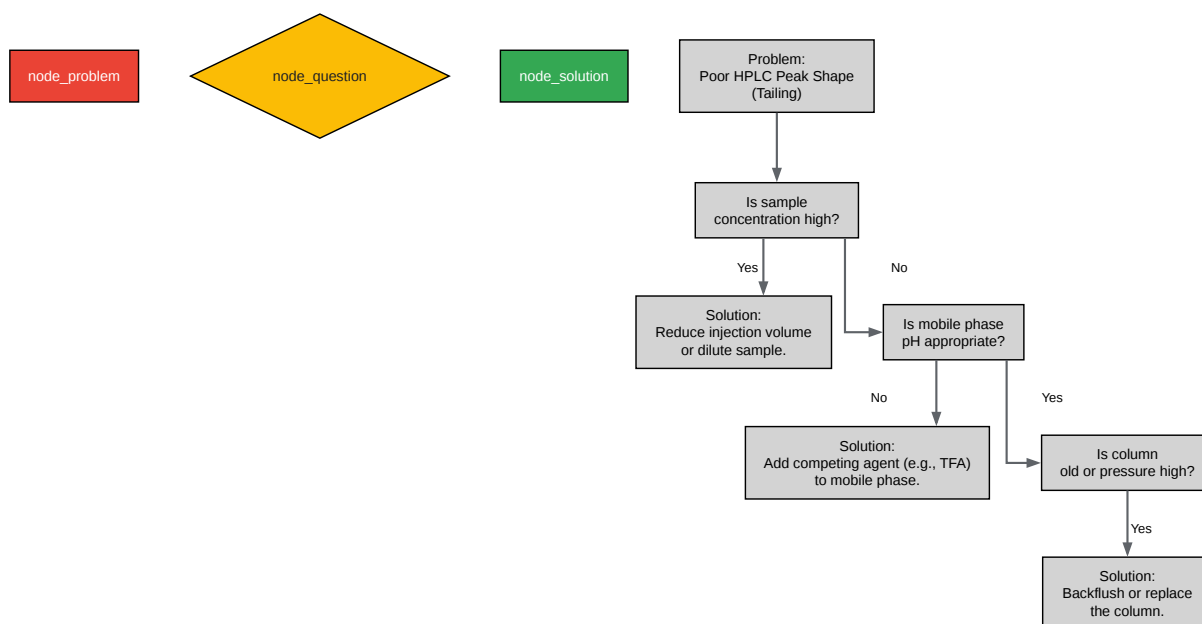 node_problem
node_question
node_solution
Problem:
Poor HPLC Peak Shape
(Tailing)
Is sample
concentration high?
Yes
No
Solution:
Reduce injection volume
or dilute sample.
Is mobile phase
pH appropriate?
No
Yes
Solution:
Add competing agent (e.g., TFA)
to mobile phase.
Is column
old or pressure high?
Yes
Solution:
Backflush or replace
the column.